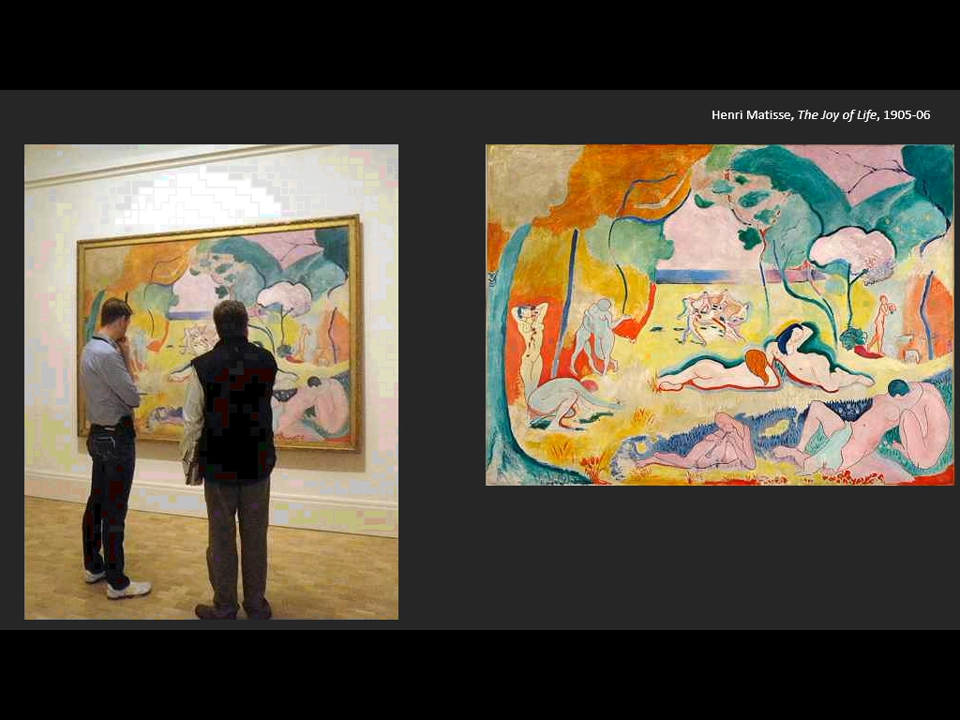 Henri Matisse, The Joy of Life, 1905-06